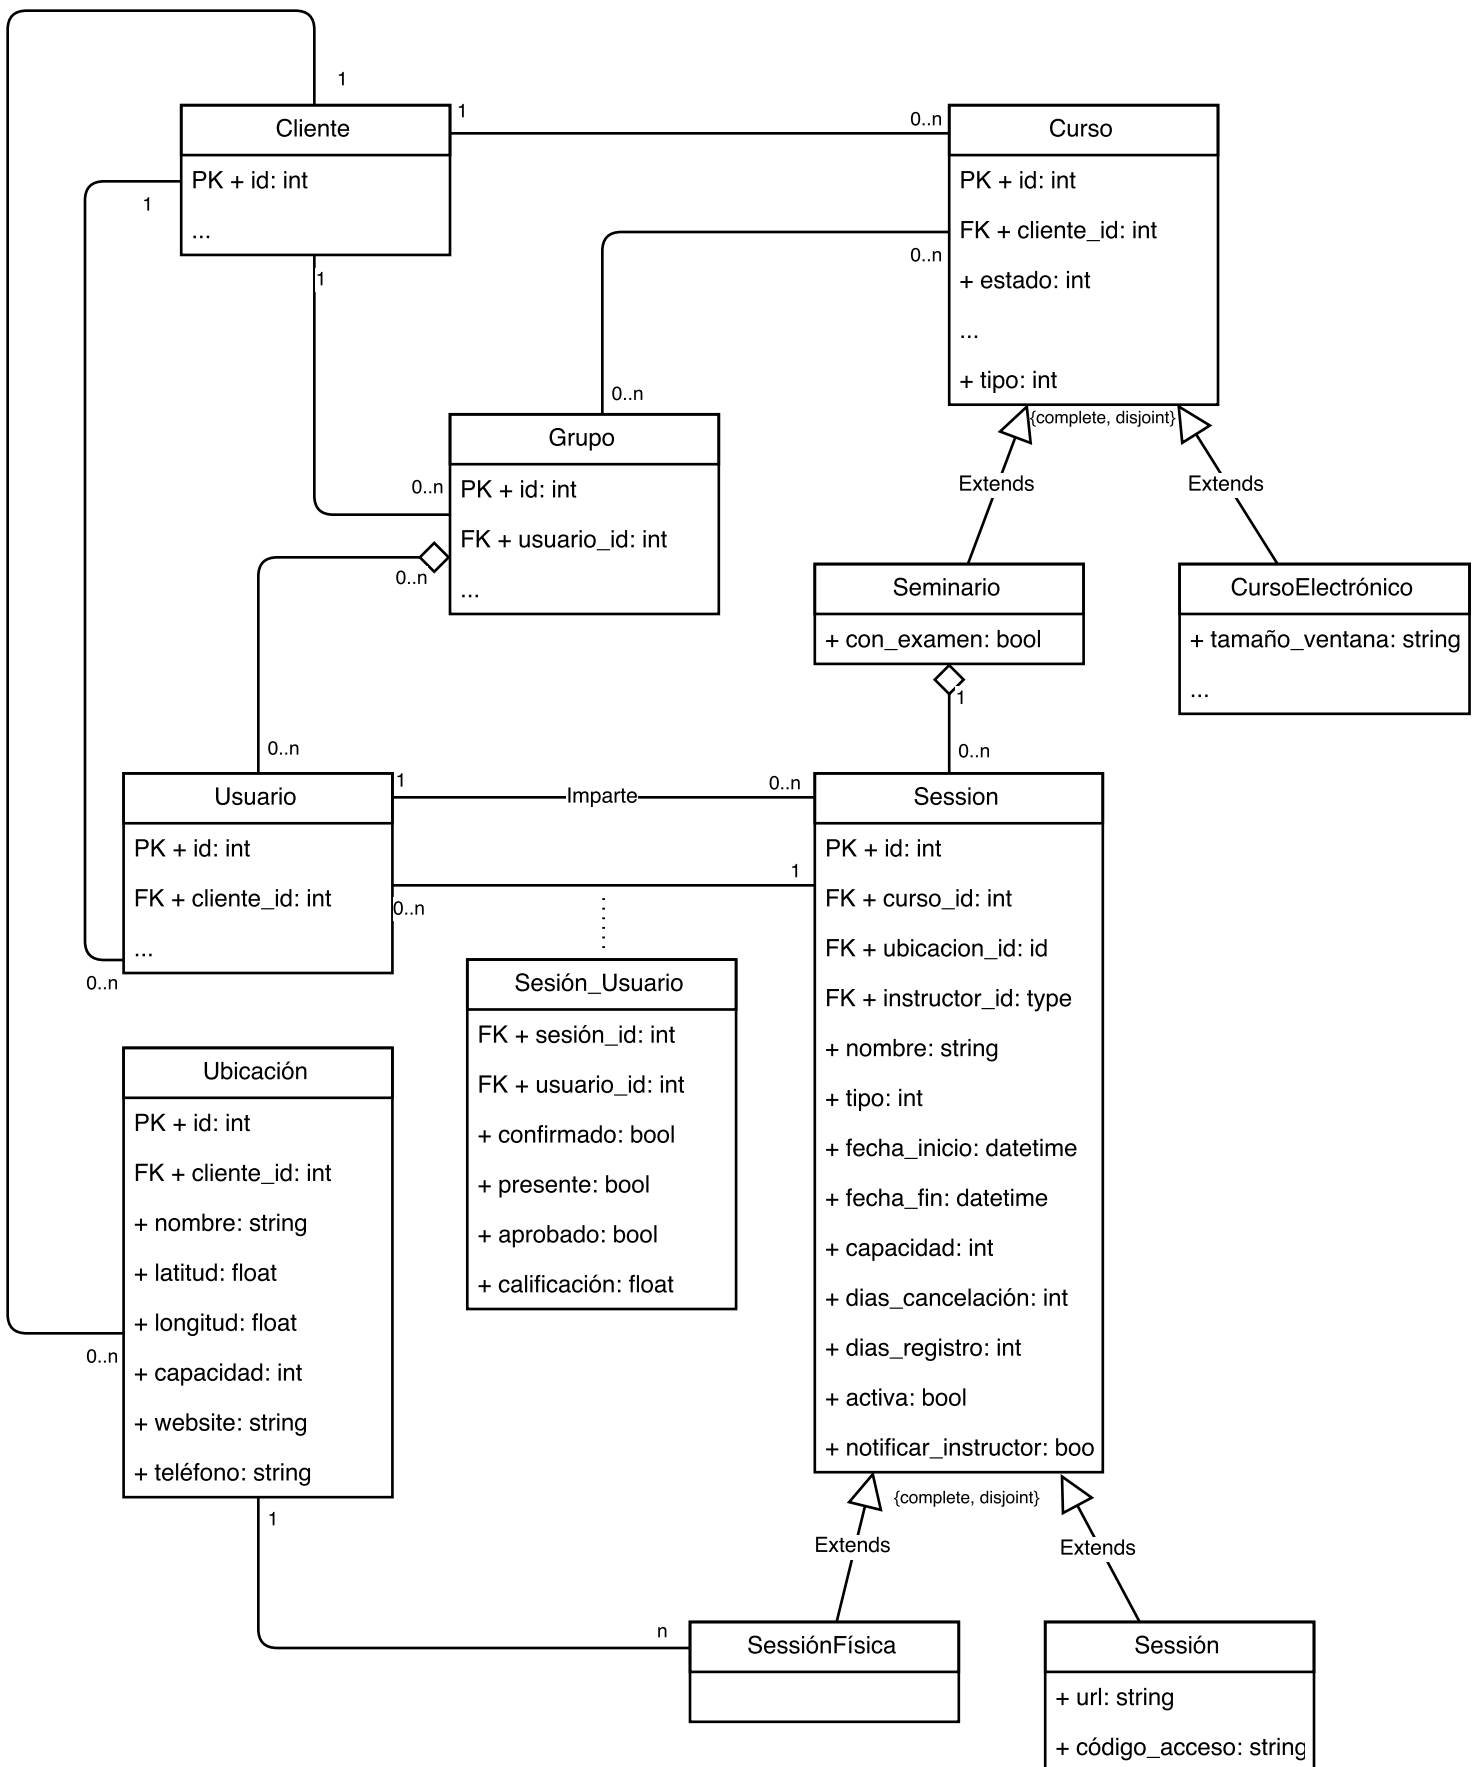 1
Cliente
PK + id: int
...
1
1
1
0..n
Curso
PK + id: int
FK + cliente_id: int
+ estado: int
...
+ tipo: int
0..n
{complete, disjoint}
Extends
Extends
0..n
Grupo
PK + id: int
FK + usuario_id: int
...
0..n
0..n
Seminario
+ con_examen: bool
1
CursoElectrónico
+ tamaño_ventana: string
...
0..n
0..n
Usuario
PK + id: int
FK + cliente_id: int
...
0..n
1
Imparte
0..n
1
0..n
Session
PK + id: int
FK + curso_id: int
FK + ubicacion_id: id
FK + instructor_id: type
+ nombre: string
+ tipo: int
+ fecha_inicio: datetime
+ fecha_fin: datetime
+ capacidad: int
+ dias_cancelación: int
+ dias_registro: int
+ activa: bool
+ notificar_instructor: boo
Sesión_Usuario
FK + sesión_id: int
FK + usuario_id: int
+ confirmado: bool
+ presente: bool
+ aprobado: bool
+ calificación: float
Ubicación
PK + id: int
FK + cliente_id: int
+ nombre: string
+ latitud: float
+ longitud: float
+ capacidad: int
+ website: string
+ teléfono: string
0..n
1
n
{complete, disjoint}
Extends
Extends
SessiónFísica
Sessión
+ url: string
+ código_acceso: string